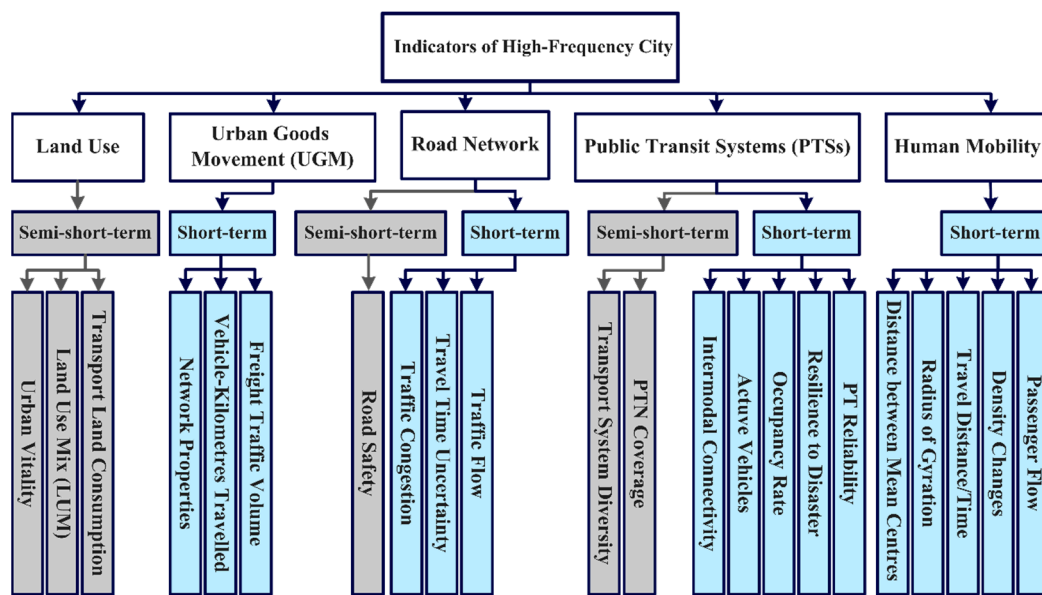 Indicators of High-Frequency City
Land Use
Urban Goods
Movement (UGM)
Road Network
Public Transit Systems (PTSs)
Human Mobility
Semi-short-term
Short-term
Semi-short-term
Short-term
Semi-short-term
Short-term
Short-term
Urban Vitality
Land Use Mix (LUM)
Transport Land Consumption
Network Properties
Vehicle-Kilometres Travelled
Freight Traffic Volume
Road Safety
Traffic Congestion
Travel Time Uncertainty
Traffic Flow
Transport System Diversity
PTN Coverage
Intermodal Connectivity
Actuve Vehicles
Occupancy Rate
Resilience to Disaster
PT Reliability
Distance between Mean Centres
Radius of Gyration
Travel Distance/Time
Density Changes
Passenger Flow